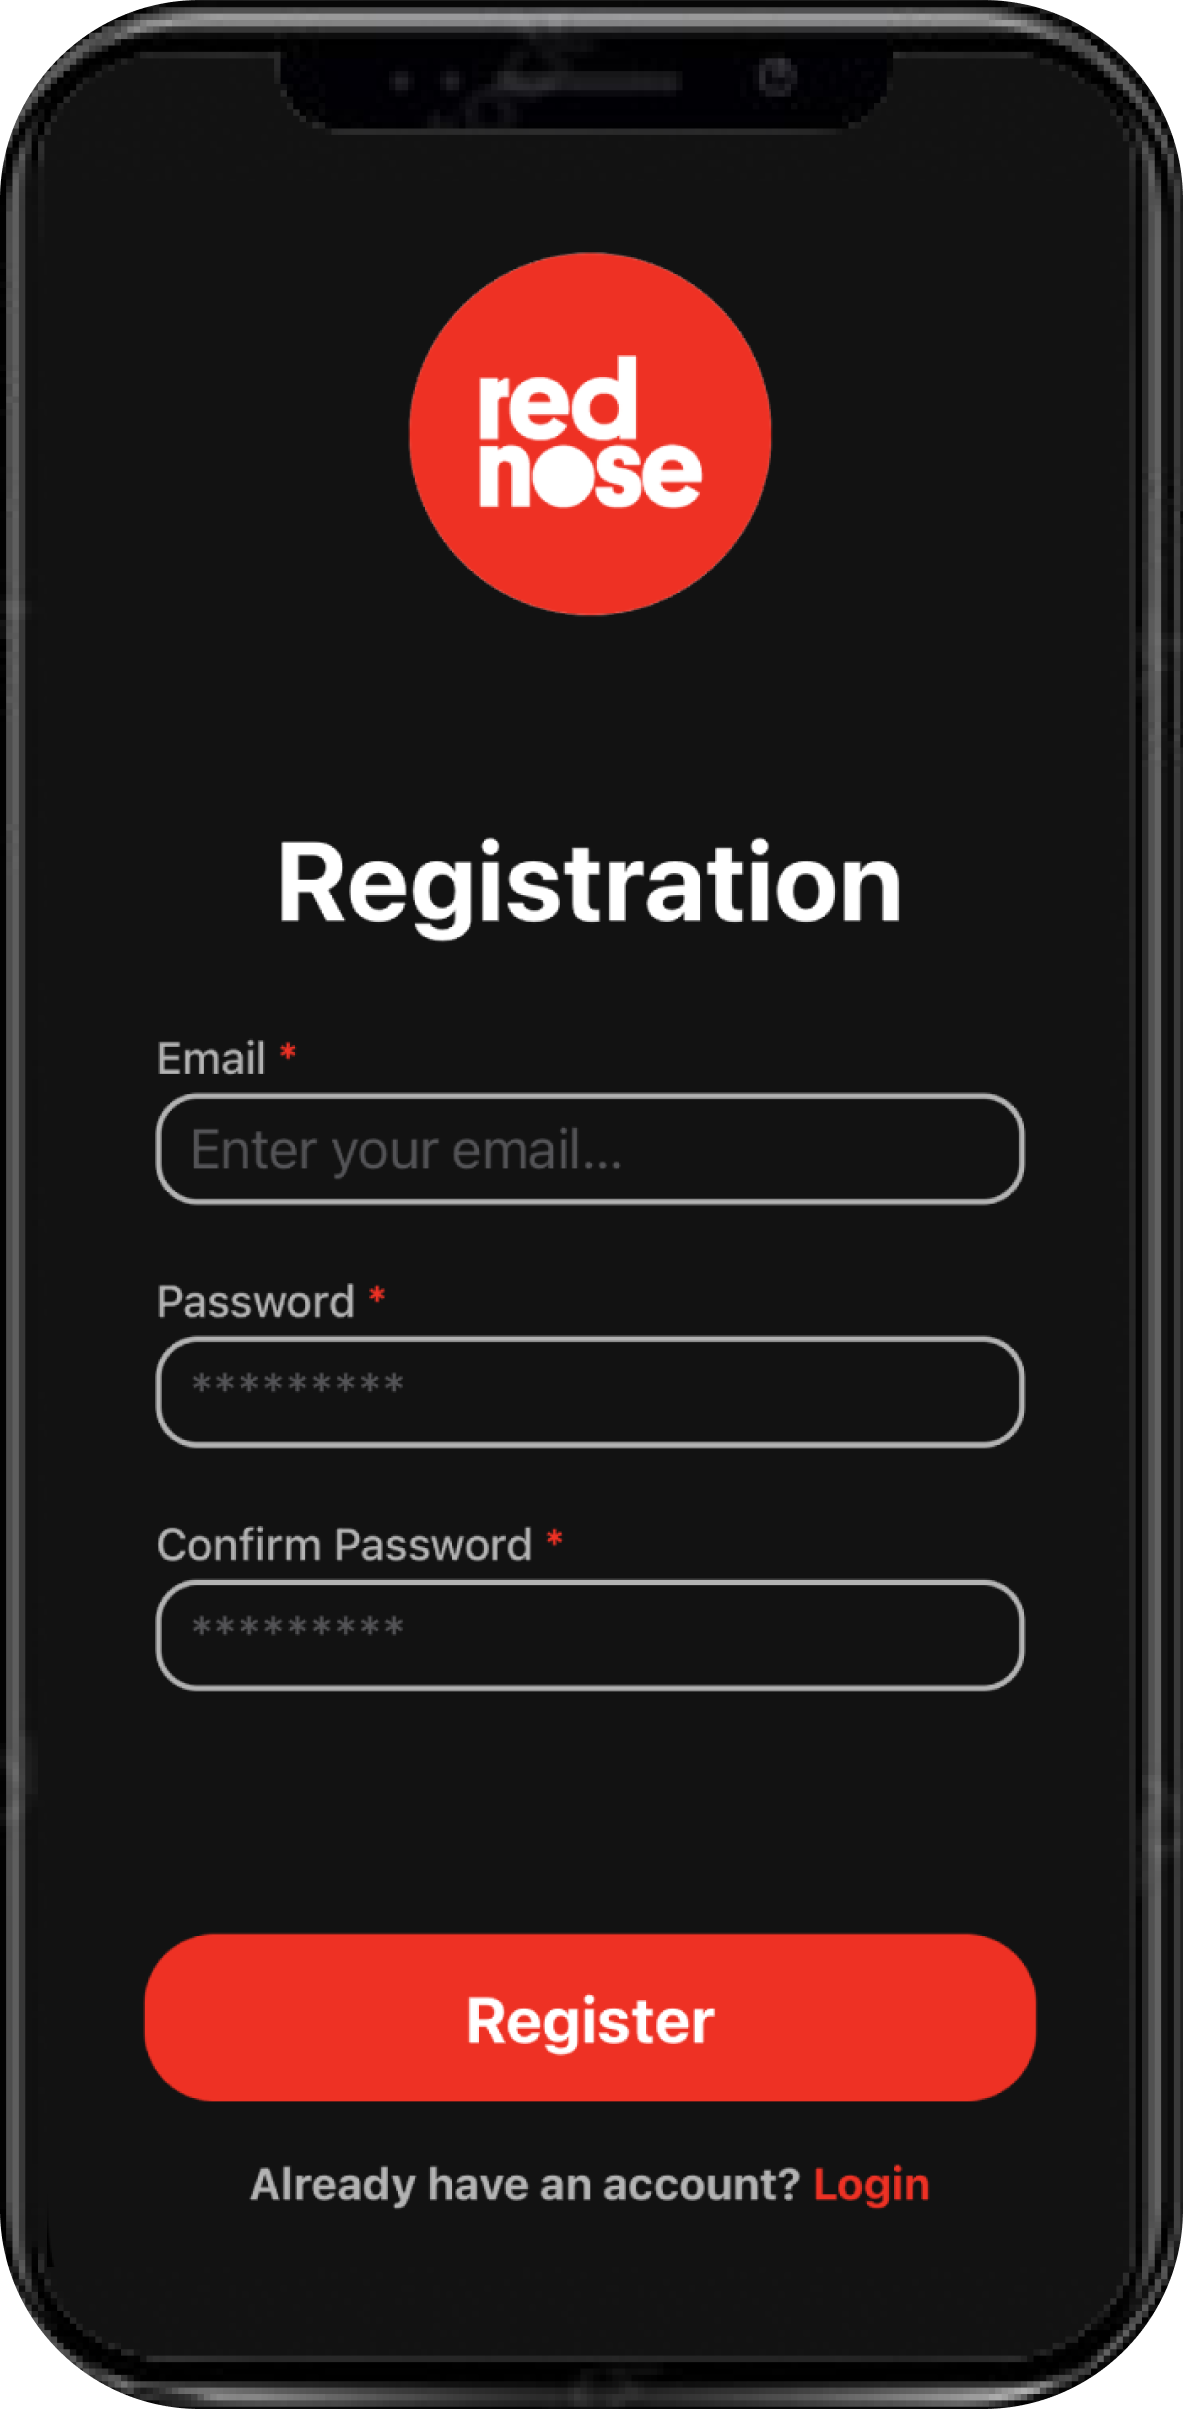 red
nose
Registration
Email *
Enter your email...
Password *
*********
Confirm Password *
*********
Register
Already have an account? Login